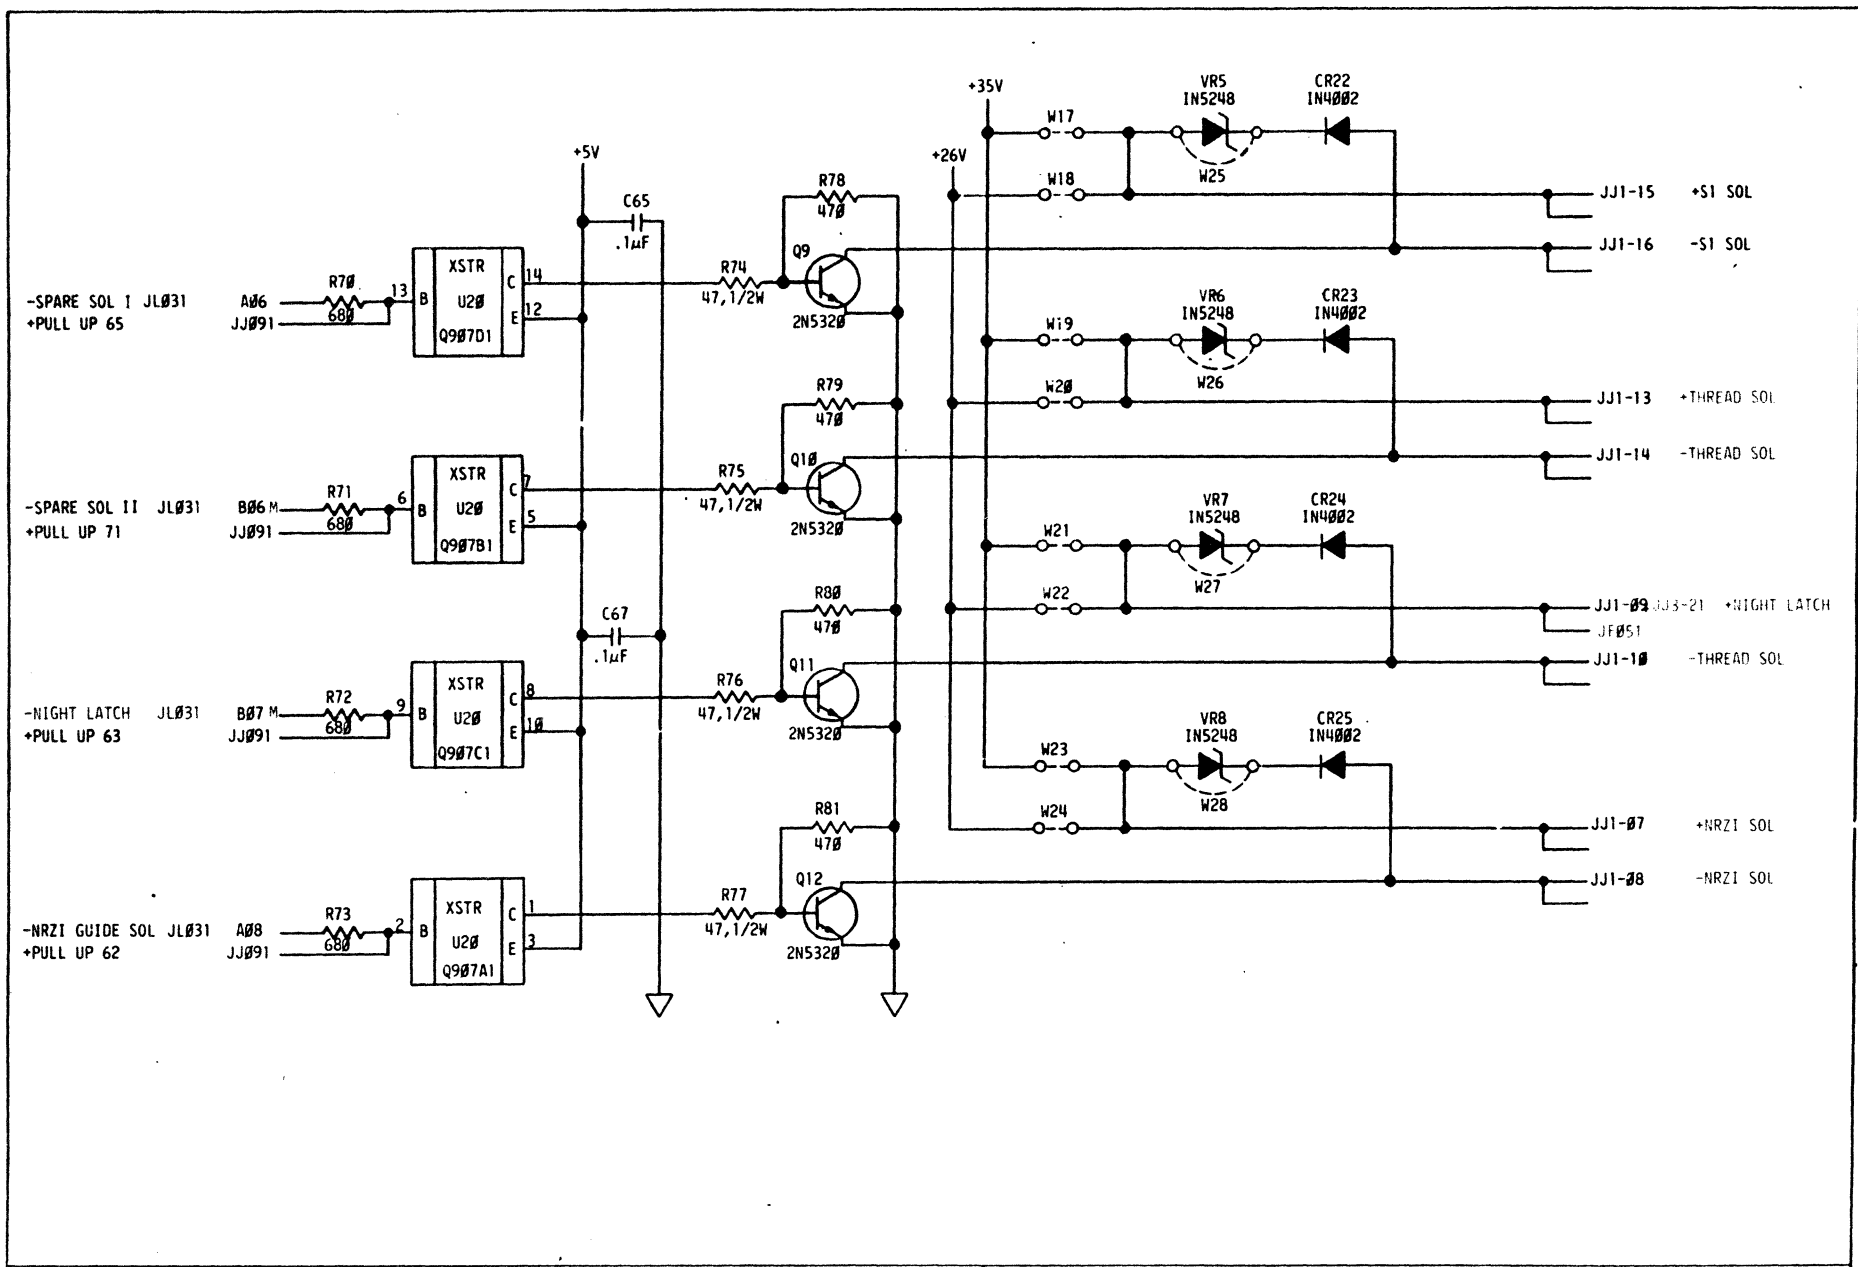 +35V
VR5
IN5248
CR22
IN4002
W17
+5V
+26V
W25
R78
W18
JJ1-15 +S1 SOL
C65
470
.1µF
Q9
JJ1-16 -S1 SOL
XSTR
C
14
R74
R70
13
B
U20
47,1/2W
VR6
IN5248
CR23
IN4002
-SPARE SOL I JL031 A06
+PULL UP 65 JJ091
680
E
12
2N5320
Wi9
Q907D1
R79
W26
W20
JJ1-13 +THREAD SOL
470
Q10
JJ1-14 -THREAD SOL
XSTR
C
7
R75
R71
6
B
U20
47,1/2W
VR7
IN5248
CR24
IN4002
-SPARE SOL II JL031 B06 M
+PULL UP 71 JJ091
680
E
5
2N5320
W21
Q907B1
R80
W27
W22
JJ1-09 JJ3-21 +NIGHT LATCH
C67
470
JF051
.1µF
Q11
JJ1-10 -THREAD SOL
XSTR
C
8
R76
R72
9
B
U20
47,1/2W
VR8
IN5248
CR25
IN4002
-NIGHT LATCH JL031 B07 M
+PULL UP 63 JJ091
680
E
10
2N5320
W23
Q907C1
R81
W28
W24
JJ1-07 +NRZI SOL
470
Q12
JJ1-08 -NRZI SOL
XSTR
C
1
R77
R73
2
B
U20
47,1/2W
-NRZI GUIDE SOL JL031 A08
+PULL UP 62 JJ091
680
E
3
2N5320
Q907A1